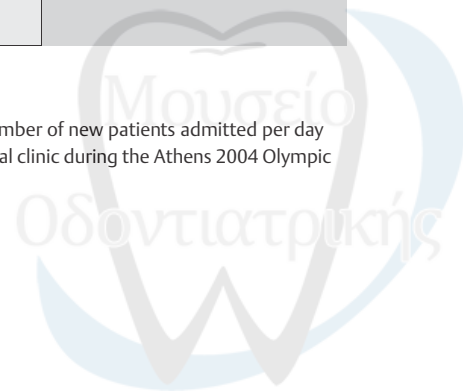 Μουσείο
mber of new patients admitted per day
al clinic during the Athens 2004 Olympic
Οδοντιατρικής